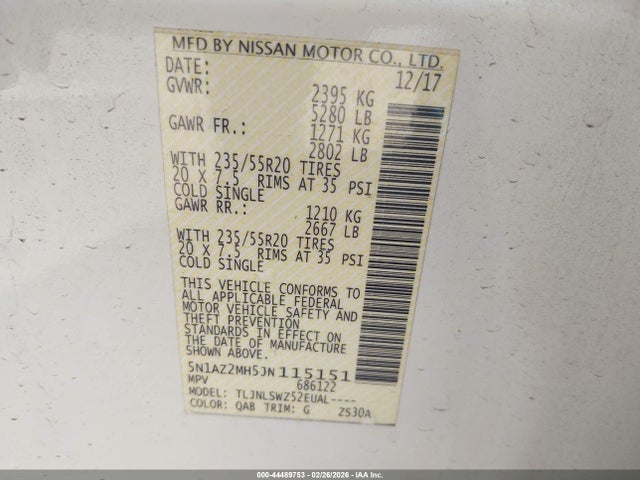 MFD BY NISSAN MOTOR CO., LTD.
DATE: 12/17
GVWR: 2395 KG
5280 LB
GAWR FR.: 1271 KG
2802 LB
WITH 235/55R20 TIRES
20 X 7.5 RIMS AT 35 PSI
COLD SINGLE
GAWR RR.: 1210 KG
2667 LB
WITH 235/55R20 TIRES
20 X 7.5 RIMS AT 35 PSI
COLD SINGLE
THIS VEHICLE CONFORMS TO
ALL APPLICABLE FEDERAL
MOTOR VEHICLE SAFETY AND
THEFT PREVENTION
STANDARDS IN EFFECT ON
THE DATE OF MANUFACTURE
SHOWN ABOVE.
5N1AZ2MH5JN115151
MPV 686122
MODEL: TLJNLSWZ52EUAL----
COLOR: QAB TRIM: G ZS30A
000-44489753 - 02/26/2026 - IAA Inc.